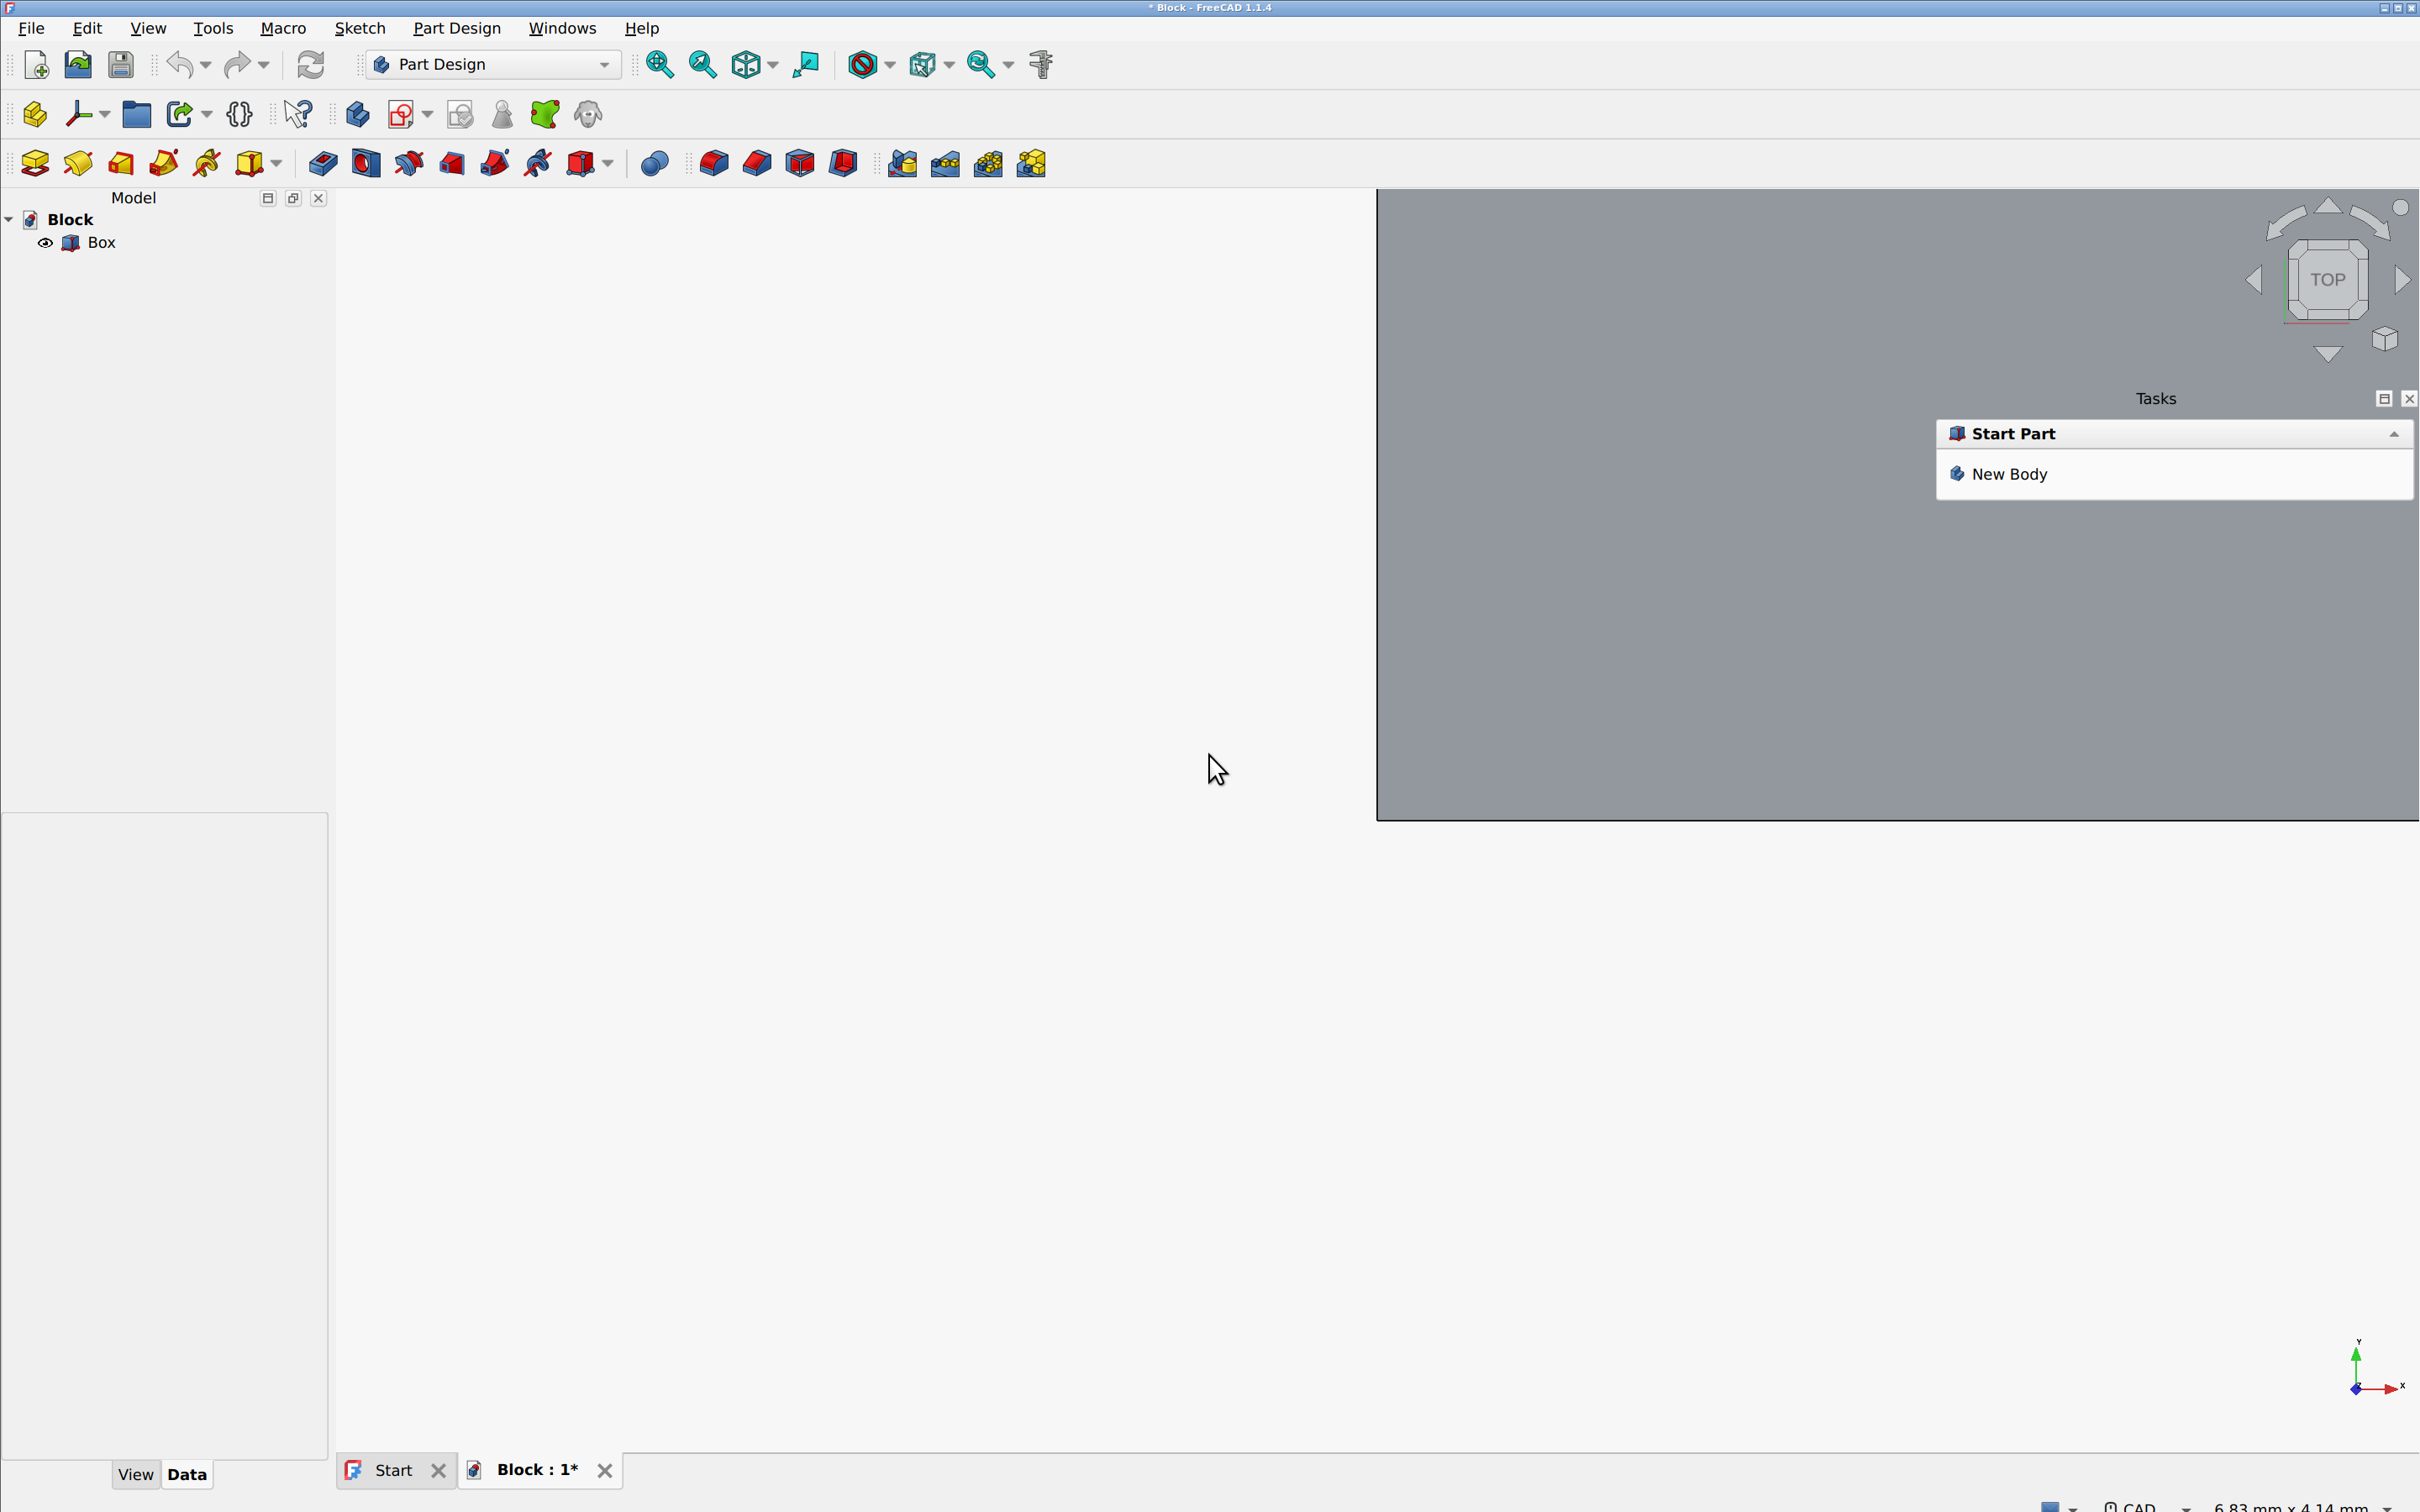 * Block - FreeCAD 1.1.4
File Edit View Tools Macro Sketch Part Design Windows Help
Part Design
Model
Block
Box
TOP
Tasks
Start Part
New Body
Y
X
View Data
Start Block : 1*
CAD 6.83 mm x 4.14 mm